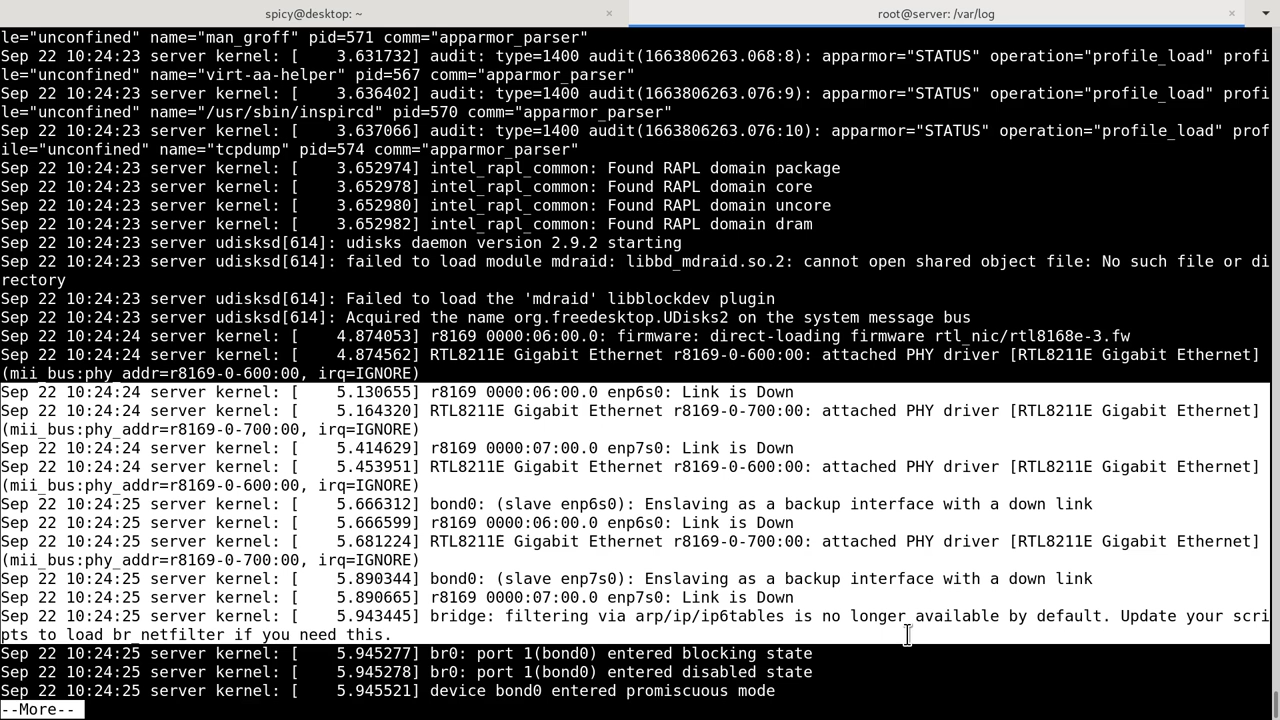 spicy@desktop: ~ × root@server: /var/log ×
le="unconfined" name="man_groff" pid=571 comm="apparmor_parser"
Sep 22 10:24:23 server kernel: [    3.631732] audit: type=1400 audit(1663806263.068:8): apparmor="STATUS" operation="profile_load" profi
le="unconfined" name="virt-aa-helper" pid=567 comm="apparmor_parser"
Sep 22 10:24:23 server kernel: [    3.636402] audit: type=1400 audit(1663806263.076:9): apparmor="STATUS" operation="profile_load" profi
le="unconfined" name="/usr/sbin/inspircd" pid=570 comm="apparmor_parser"
Sep 22 10:24:23 server kernel: [    3.637066] audit: type=1400 audit(1663806263.076:10): apparmor="STATUS" operation="profile_load" prof
ile="unconfined" name="tcpdump" pid=574 comm="apparmor_parser"
Sep 22 10:24:23 server kernel: [    3.652974] intel_rapl_common: Found RAPL domain package
Sep 22 10:24:23 server kernel: [    3.652978] intel_rapl_common: Found RAPL domain core
Sep 22 10:24:23 server kernel: [    3.652980] intel_rapl_common: Found RAPL domain uncore
Sep 22 10:24:23 server kernel: [    3.652982] intel_rapl_common: Found RAPL domain dram
Sep 22 10:24:23 server udisksd[614]: udisks daemon version 2.9.2 starting
Sep 22 10:24:23 server udisksd[614]: failed to load module mdraid: libbd_mdraid.so.2: cannot open shared object file: No such file or di
rectory
Sep 22 10:24:23 server udisksd[614]: Failed to load the 'mdraid' libblockdev plugin
Sep 22 10:24:23 server udisksd[614]: Acquired the name org.freedesktop.UDisks2 on the system message bus
Sep 22 10:24:24 server kernel: [    4.874053] r8169 0000:06:00.0: firmware: direct-loading firmware rtl_nic/rtl8168e-3.fw
Sep 22 10:24:24 server kernel: [    4.874562] RTL8211E Gigabit Ethernet r8169-0-600:00: attached PHY driver [RTL8211E Gigabit Ethernet]
(mii_bus:phy_addr=r8169-0-600:00, irq=IGNORE)
Sep 22 10:24:24 server kernel: [    5.130655] r8169 0000:06:00.0 enp6s0: Link is Down
Sep 22 10:24:24 server kernel: [    5.164320] RTL8211E Gigabit Ethernet r8169-0-700:00: attached PHY driver [RTL8211E Gigabit Ethernet]
(mii_bus:phy_addr=r8169-0-700:00, irq=IGNORE)
Sep 22 10:24:24 server kernel: [    5.414629] r8169 0000:07:00.0 enp7s0: Link is Down
Sep 22 10:24:24 server kernel: [    5.453951] RTL8211E Gigabit Ethernet r8169-0-600:00: attached PHY driver [RTL8211E Gigabit Ethernet]
(mii_bus:phy_addr=r8169-0-600:00, irq=IGNORE)
Sep 22 10:24:25 server kernel: [    5.666312] bond0: (slave enp6s0): Enslaving as a backup interface with a down link
Sep 22 10:24:25 server kernel: [    5.666599] r8169 0000:06:00.0 enp6s0: Link is Down
Sep 22 10:24:25 server kernel: [    5.681224] RTL8211E Gigabit Ethernet r8169-0-700:00: attached PHY driver [RTL8211E Gigabit Ethernet]
(mii_bus:phy_addr=r8169-0-700:00, irq=IGNORE)
Sep 22 10:24:25 server kernel: [    5.890344] bond0: (slave enp7s0): Enslaving as a backup interface with a down link
Sep 22 10:24:25 server kernel: [    5.890665] r8169 0000:07:00.0 enp7s0: Link is Down
Sep 22 10:24:25 server kernel: [    5.943445] bridge: filtering via arp/ip/ip6tables is no longer available by default. Update your scri
pts to load br_netfilter if you need this.
Sep 22 10:24:25 server kernel: [    5.945277] br0: port 1(bond0) entered blocking state
Sep 22 10:24:25 server kernel: [    5.945278] br0: port 1(bond0) entered disabled state
Sep 22 10:24:25 server kernel: [    5.945521] device bond0 entered promiscuous mode
--More--